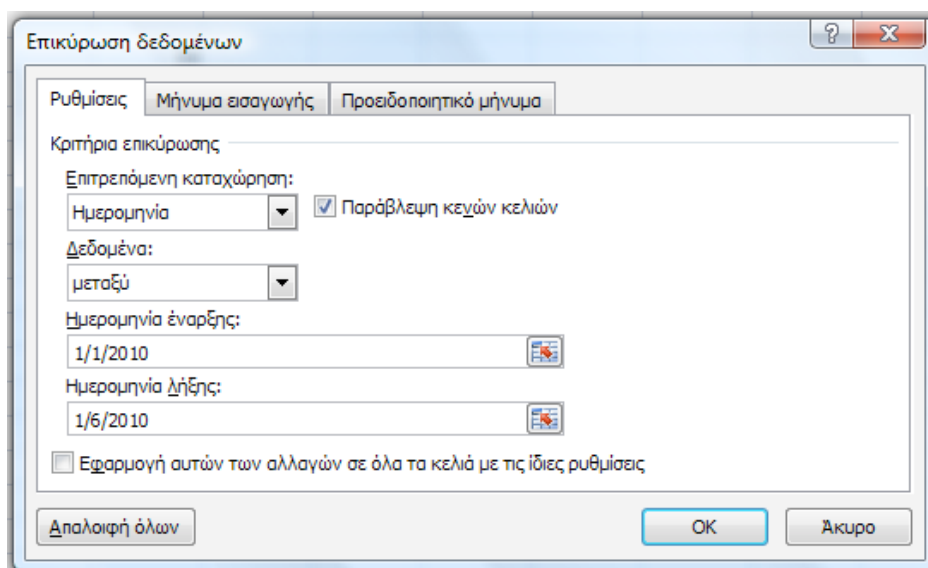 Επικύρωση δεδομένων
Ρυθμίσεις Μήνυμα εισαγωγής Προειδοποιητικό μήνυμα
Κριτήρια επικύρωσης
Επιτρεπόμενη καταχώρηση:
Ημερομηνία Παράβλεψη κενών κελιών
Δεδομένα:
μεταξύ
Ημερομηνία έναρξης:
1/1/2010
Ημερομηνία λήξης:
1/6/2010
Εφαρμογή αυτών των αλλαγών σε όλα τα κελιά με τις ίδιες ρυθμίσεις
Απαλοιφή όλων OK Άκυρο